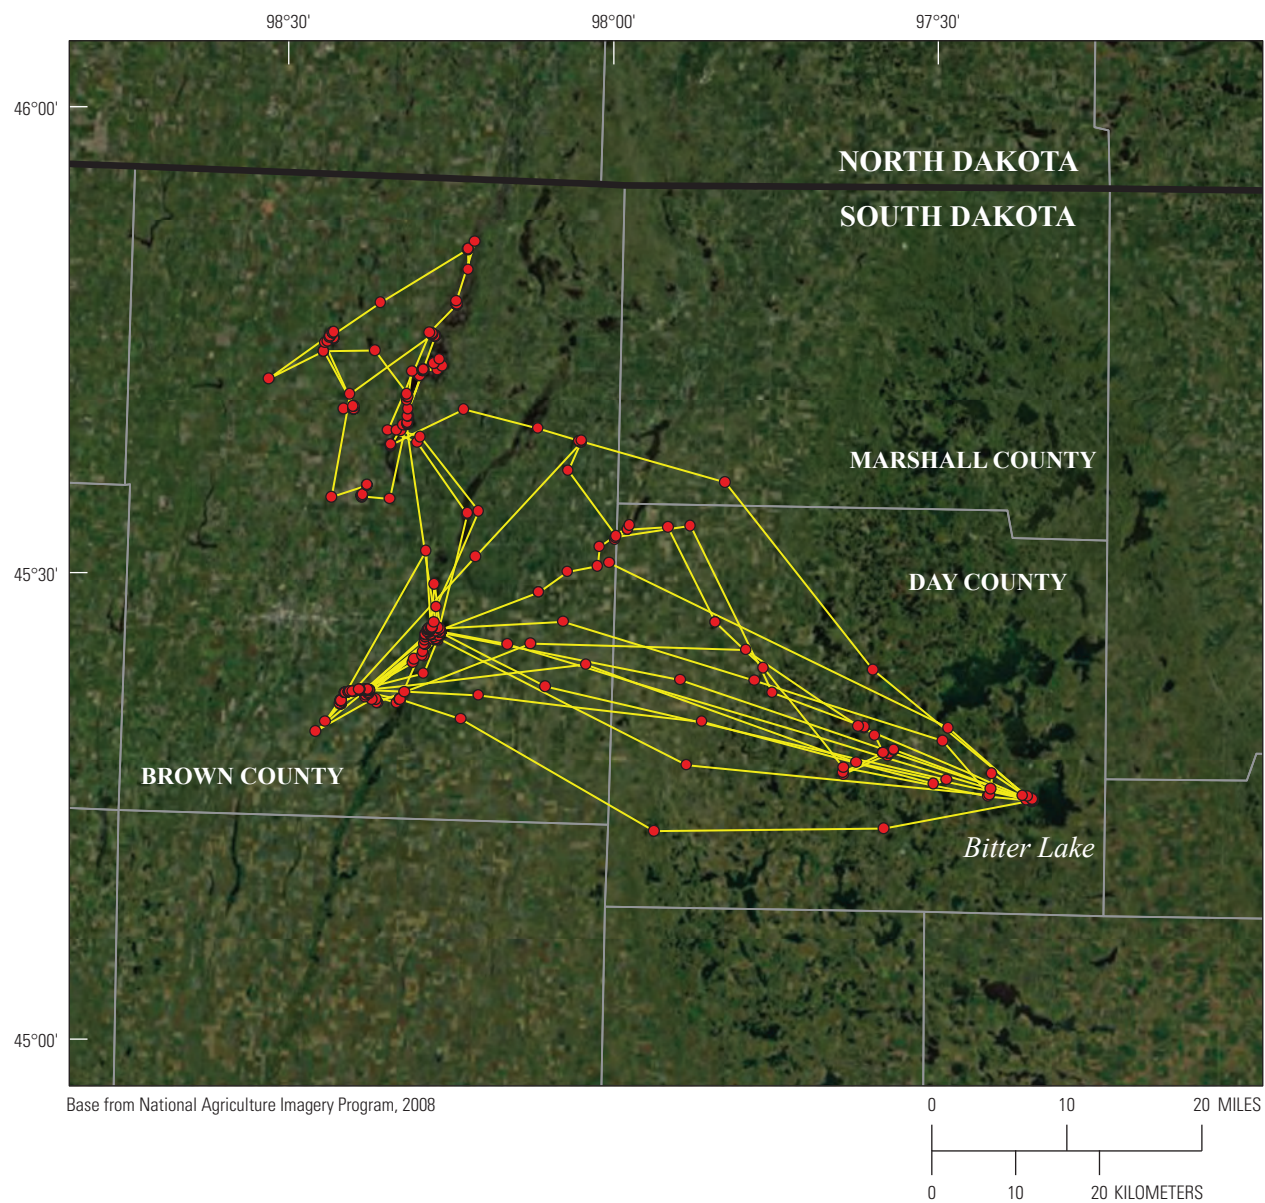 98°30' 98°00' 97°30'
46°00'
NORTH DAKOTA
SOUTH DAKOTA
MARSHALL COUNTY
45°30'
DAY COUNTY
BROWN COUNTY
Bitter Lake
45°00'
Base from National Agriculture Imagery Program, 2008
0 10 20 MILES
0 10 20 KILOMETERS